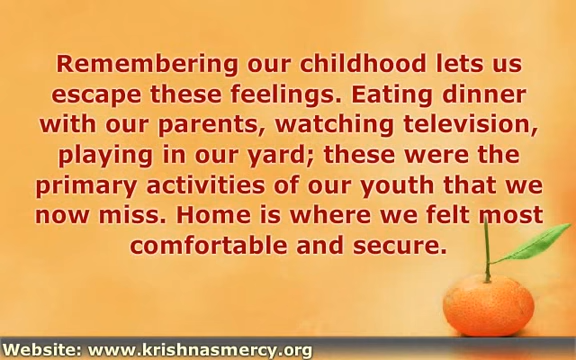 Remembering our childhood lets us
escape these feelings. Eating dinner
with our parents, watching television,
playing in our yard; these were the
primary activities of our youth that we
now miss. Home is where we felt most
comfortable and secure.
Website: www.krishnasmercy.org